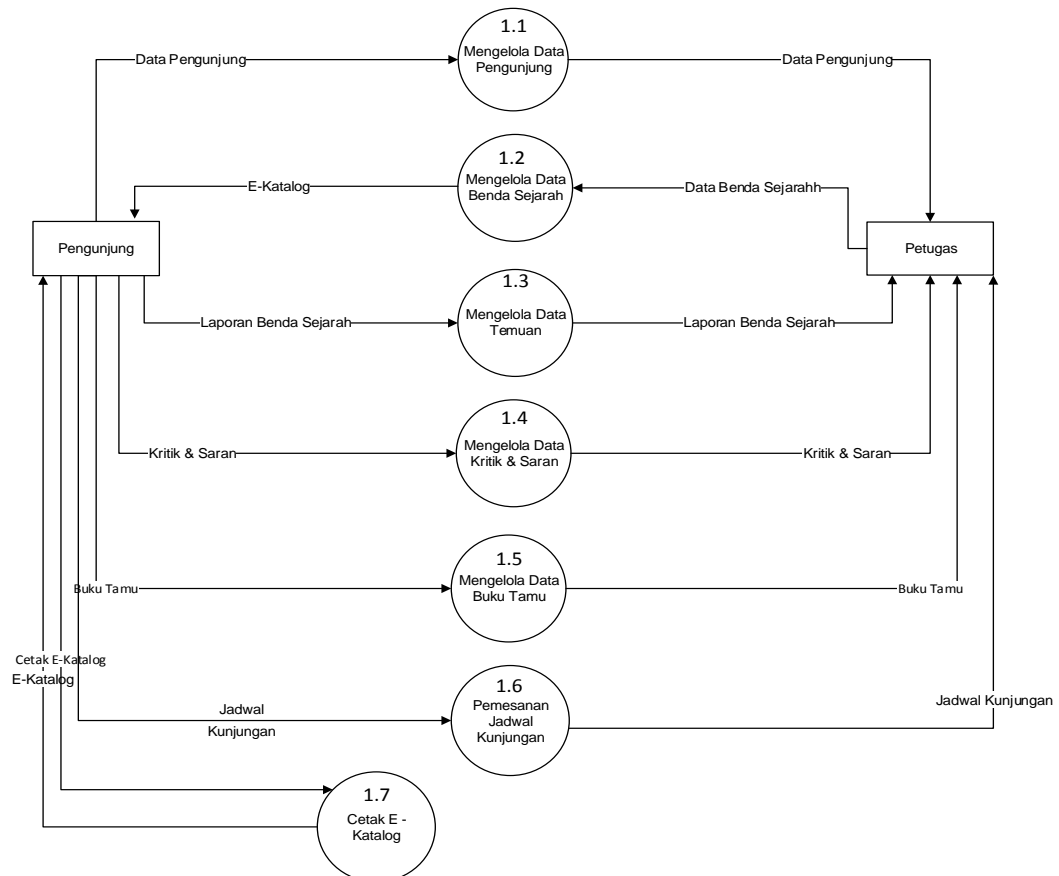 1.1
Mengelola Data
Pengunjung
Data Pengunjung
Data Pengunjung
1.2
Mengelola Data
Benda Sejarah
E-Katalog
Data Benda Sejarahh
Pengunjung
Petugas
1.3
Mengelola Data
Temuan
Laporan Benda Sejarah
Laporan Benda Sejarah
1.4
Mengelola Data
Kritik & Saran
Kritik & Saran
Kritik & Saran
1.5
Mengelola Data
Buku Tamu
Buku Tamu
Buku Tamu
Cetak E-Katalog
E-Katalog
1.6
Pemesanan
Jadwal
Kunjungan
Jadwal
Kunjungan
Jadwal Kunjungan
1.7
Cetak E -
Katalog